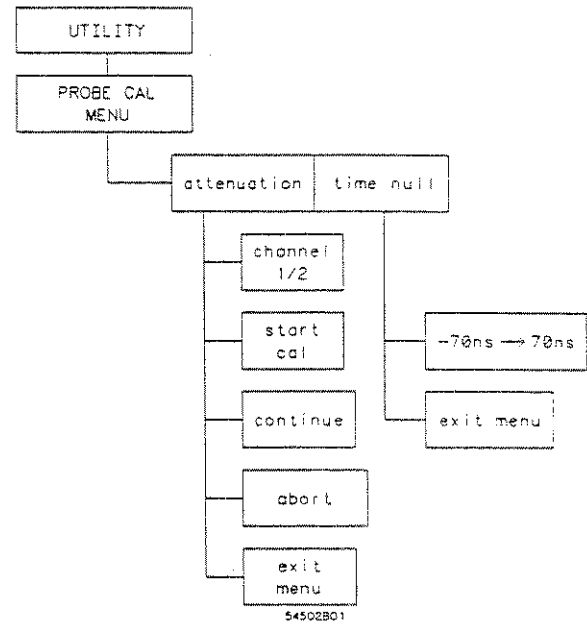 UTILITY
PROBE CAL
MENU
attenuation
time null
channel
1/2
start
cal
-70ns → 70ns
continue
exit menu
abort
exit
menu
54502B01